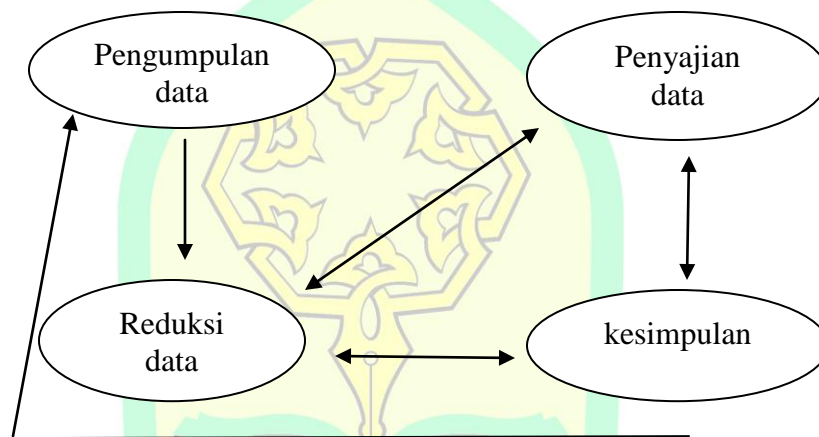 Pengumpulan
data
Penyajian
data
Reduksi
data
kesimpulan